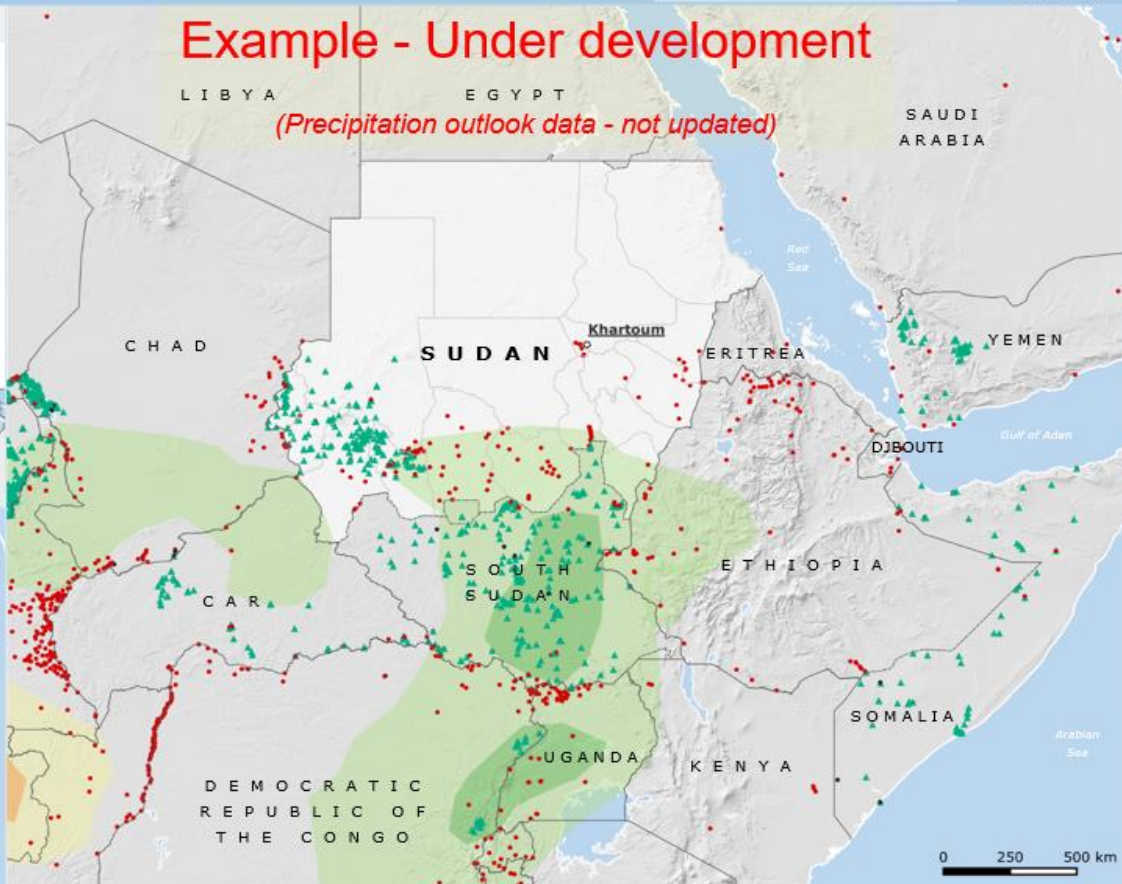 Example - Under development
L I B Y A
E G Y P T
(Precipitation outlook data - not updated)
SAUDI
ARABIA
Red
Sea
Khartoum
CHAD
SUDAN
ERITREA
YEMEN
Gulf of Aden
DJIBOUTI
SOUTH
SUDAN
ETHIOPIA
CAR
SOMALIA
Arabian
Sea
UGANDA
KENYA
DEMOCRATIC
REPUBLIC OF
THE CONGO
0 250 500 km